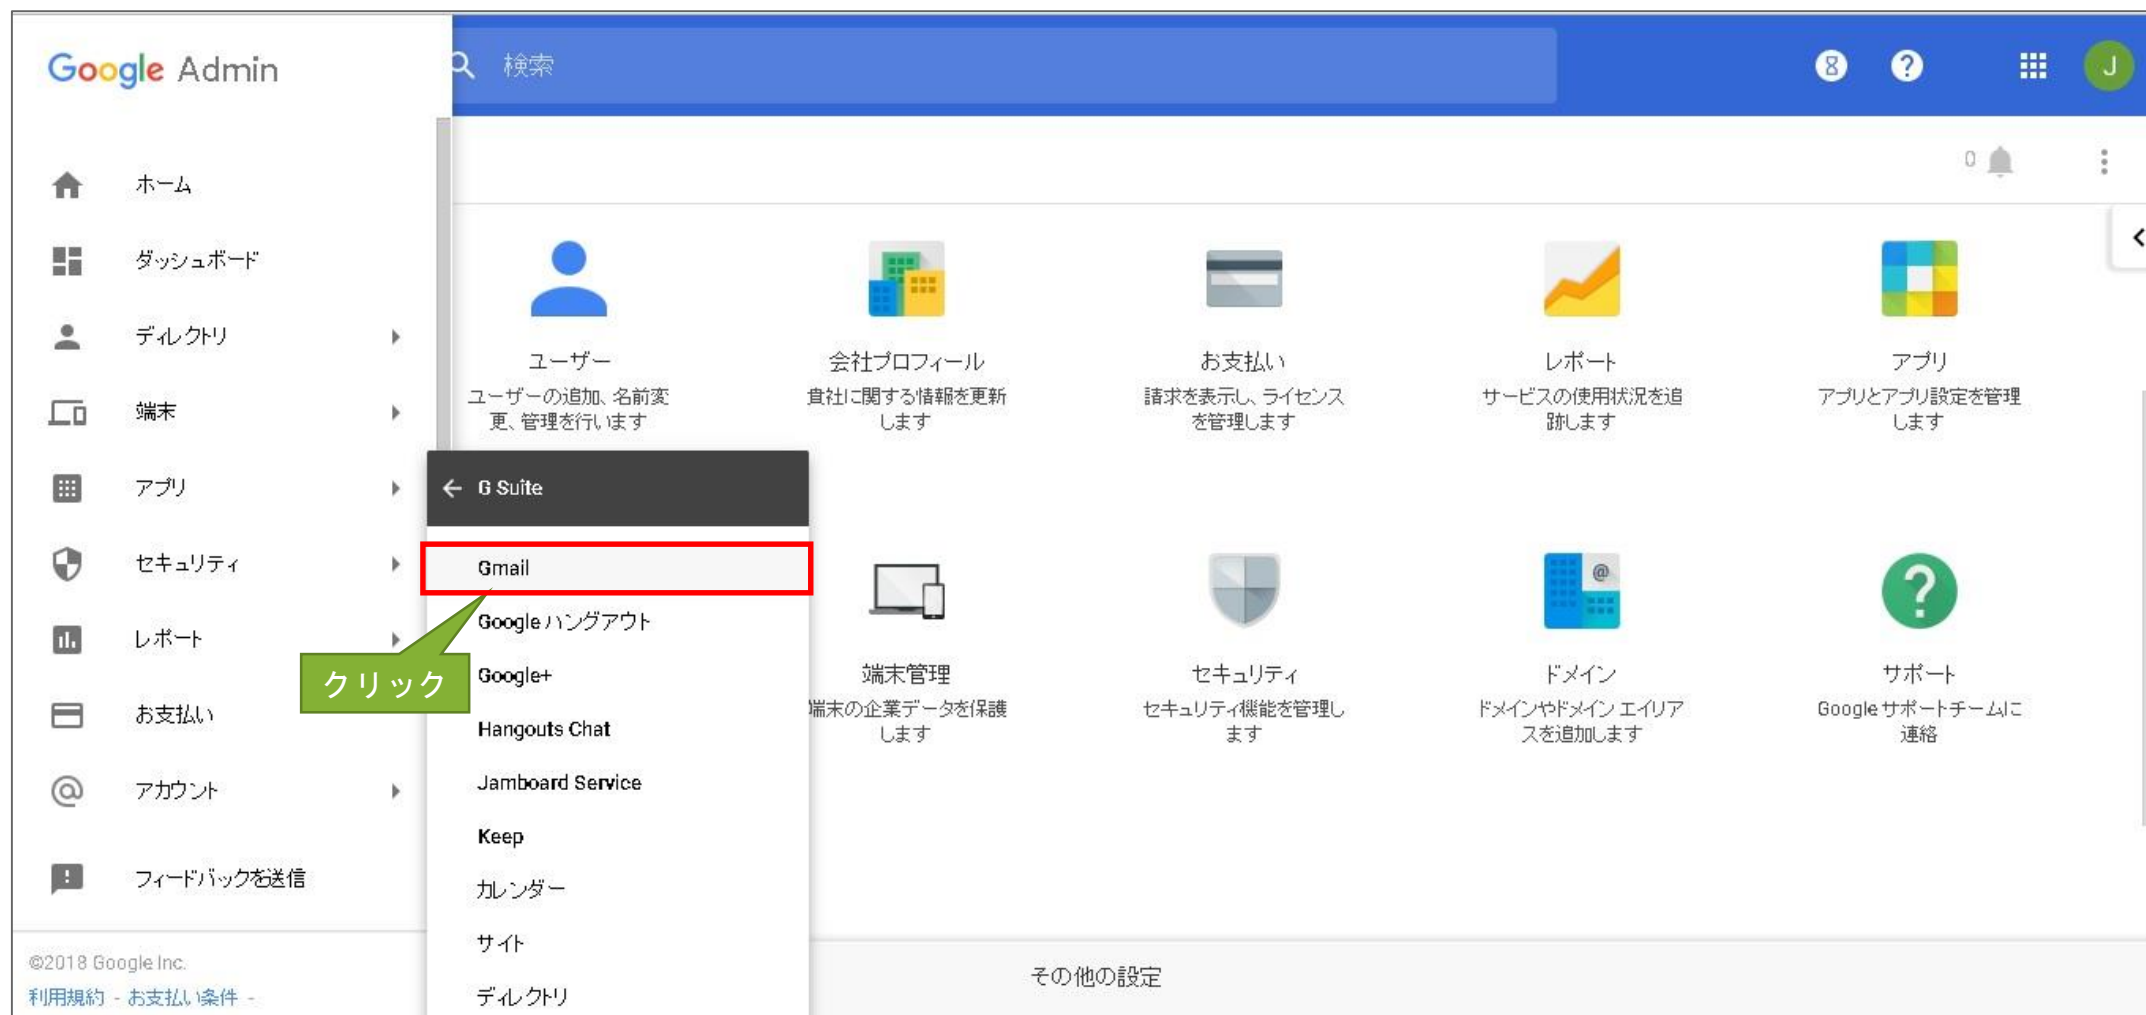 Google Admin
検索
J
0
ホーム
ダッシュボード
ディレクトリ
端末
アプリ
セキュリティ
レポート
お支払い
アカウント
フィードバックを送信
©2018 Google Inc.
利用規約 - お支払い条件 -
ユーザー
ユーザーの追加、名前変
更、管理を行います
会社プロフィール
貴社に関する情報を更新
します
お支払い
請求を表示し、ライセンス
を管理します
レポート
サービスの使用状況を追
跡します
アプリ
アプリとアプリ設定を管理
します
G Suite
Gmail
Google ハングアウト
Google+
Hangouts Chat
Jamboard Service
Keep
カレンダー
サイト
ディレクトリ
クリック
端末管理
端末の企業データを保護
します
セキュリティ
セキュリティ機能を管理し
ます
@
ドメイン
ドメインやドメイン エイリア
スを追加します
サポート
Google サポートチームに
連絡
その他の設定